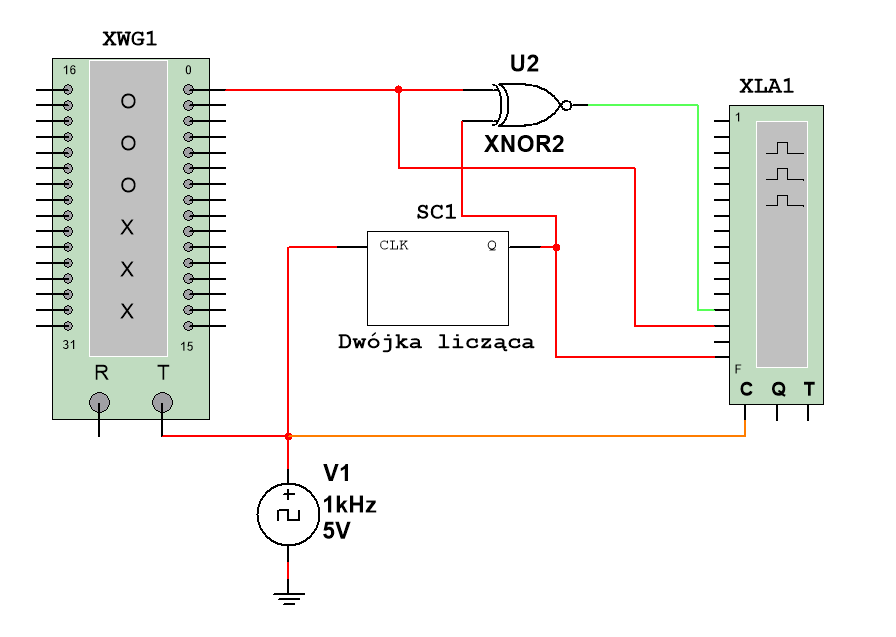 XWG1
16 0
O
O
O
X
X
X
31 15
R T
U2
XNOR2
XLA1
1
F
C Q T
SC1
CLK Q
Dwójka licząca
V1
1kHz
5V